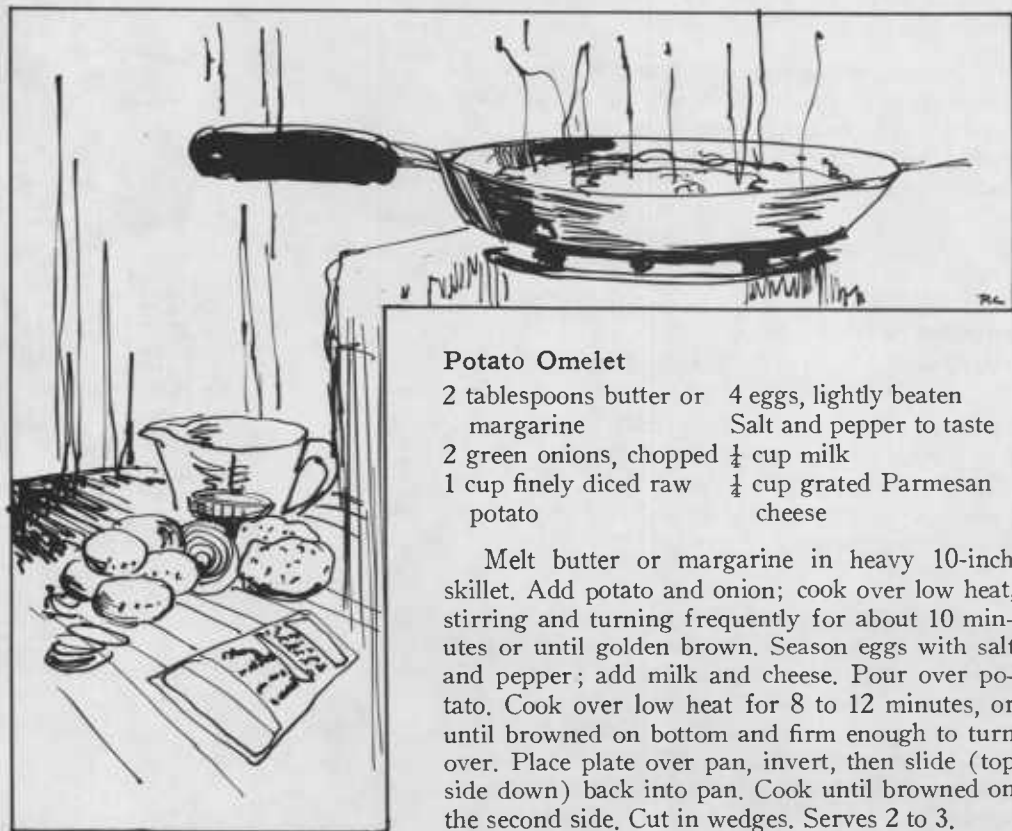 RL
Potato Omelet
2 tablespoons butter or
margarine
2 green onions, chopped
1 cup finely diced raw
potato
4 eggs, lightly beaten
Salt and pepper to taste
¼ cup milk
¼ cup grated Parmesan
cheese
Melt butter or margarine in heavy 10-inch
skillet. Add potato and onion; cook over low heat,
stirring and turning frequently for about 10 min-
utes or until golden brown. Season eggs with salt
and pepper; add milk and cheese. Pour over po-
tato. Cook over low heat for 8 to 12 minutes, or
until browned on bottom and firm enough to turn
over. Place plate over pan, invert, then slide (top
side down) back into pan. Cook until browned on
the second side. Cut in wedges. Serves 2 to 3.